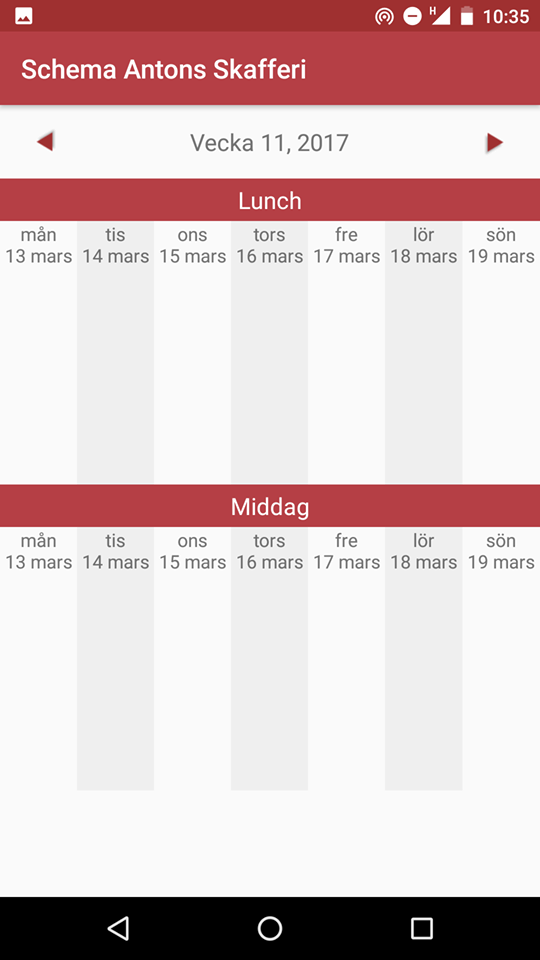 H 10:35
Schema Antons Skafferi
Vecka 11, 2017
Lunch
mån tis ons tors fre lör sön
13 mars 14 mars 15 mars 16 mars 17 mars 18 mars 19 mars
Middag
mån tis ons tors fre lör sön
13 mars 14 mars 15 mars 16 mars 17 mars 18 mars 19 mars